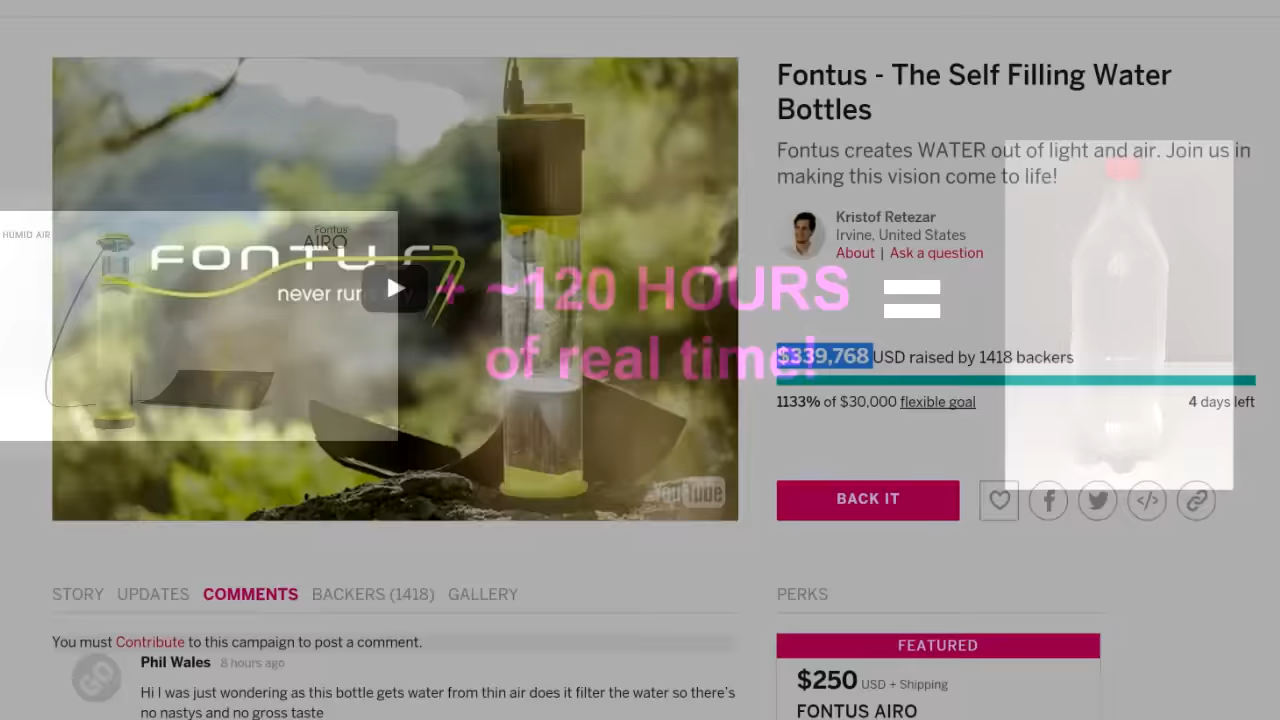 Fontus - The Self Filling Water
Bottles
Fontus creates WATER out of light and air. Join us in
making this vision come to life!
Kristof Retezar
Irvine, United States
About | Ask a question
HUMID AIR
Fontus
AIRO
FONTUS
never run
+ ~120 HOURS
of real time!
=
$339,768 USD raised by 1418 backers
1133% of $30,000 flexible goal
4 days left
YouTube
BACK IT
STORY UPDATES COMMENTS BACKERS (1418) GALLERY
PERKS
You must Contribute to this campaign to post a comment.
GO
Phil Wales 8 hours ago
Hi I was just wondering as this bottle gets water from thin air does it filter the water so there's
no nastys and no gross taste
FEATURED
$250 USD + Shipping
FONTUS AIRO